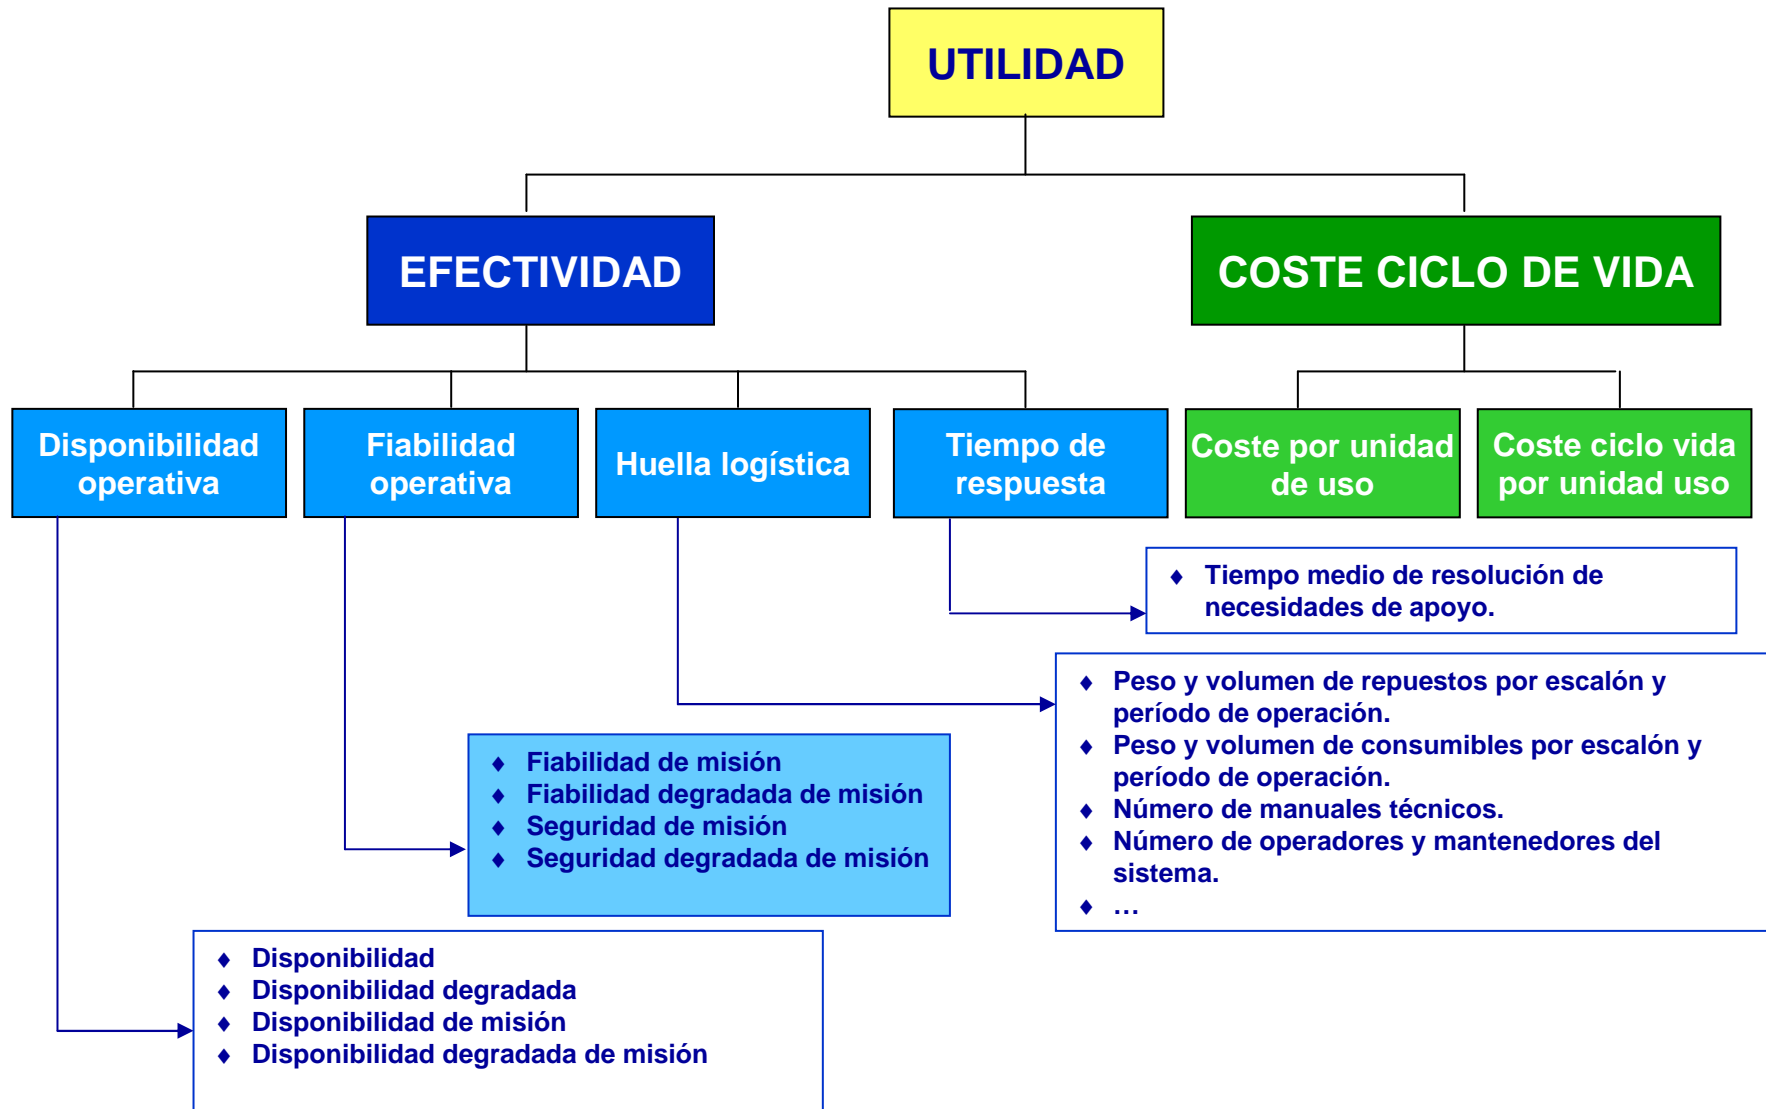 UTILIDAD
EFECTIVIDAD
COSTE CICLO DE VIDA
Disponibilidad
operativa
Fiabilidad
operativa
Huella logística
Tiempo de
respuesta
Coste por unidad
de uso
Coste ciclo vida
por unidad uso
♦ Tiempo medio de resolución de
necesidades de apoyo.
♦ Peso y volumen de repuestos por escalón y
período de operación.
♦ Peso y volumen de consumibles por escalón y
período de operación.
♦ Número de manuales técnicos.
♦ Número de operadores y mantenedores del
sistema.
♦ …
♦ Fiabilidad de misión
♦ Fiabilidad degradada de misión
♦ Seguridad de misión
♦ Seguridad degradada de misión
♦ Disponibilidad
♦ Disponibilidad degradada
♦ Disponibilidad de misión
♦ Disponibilidad degradada de misión